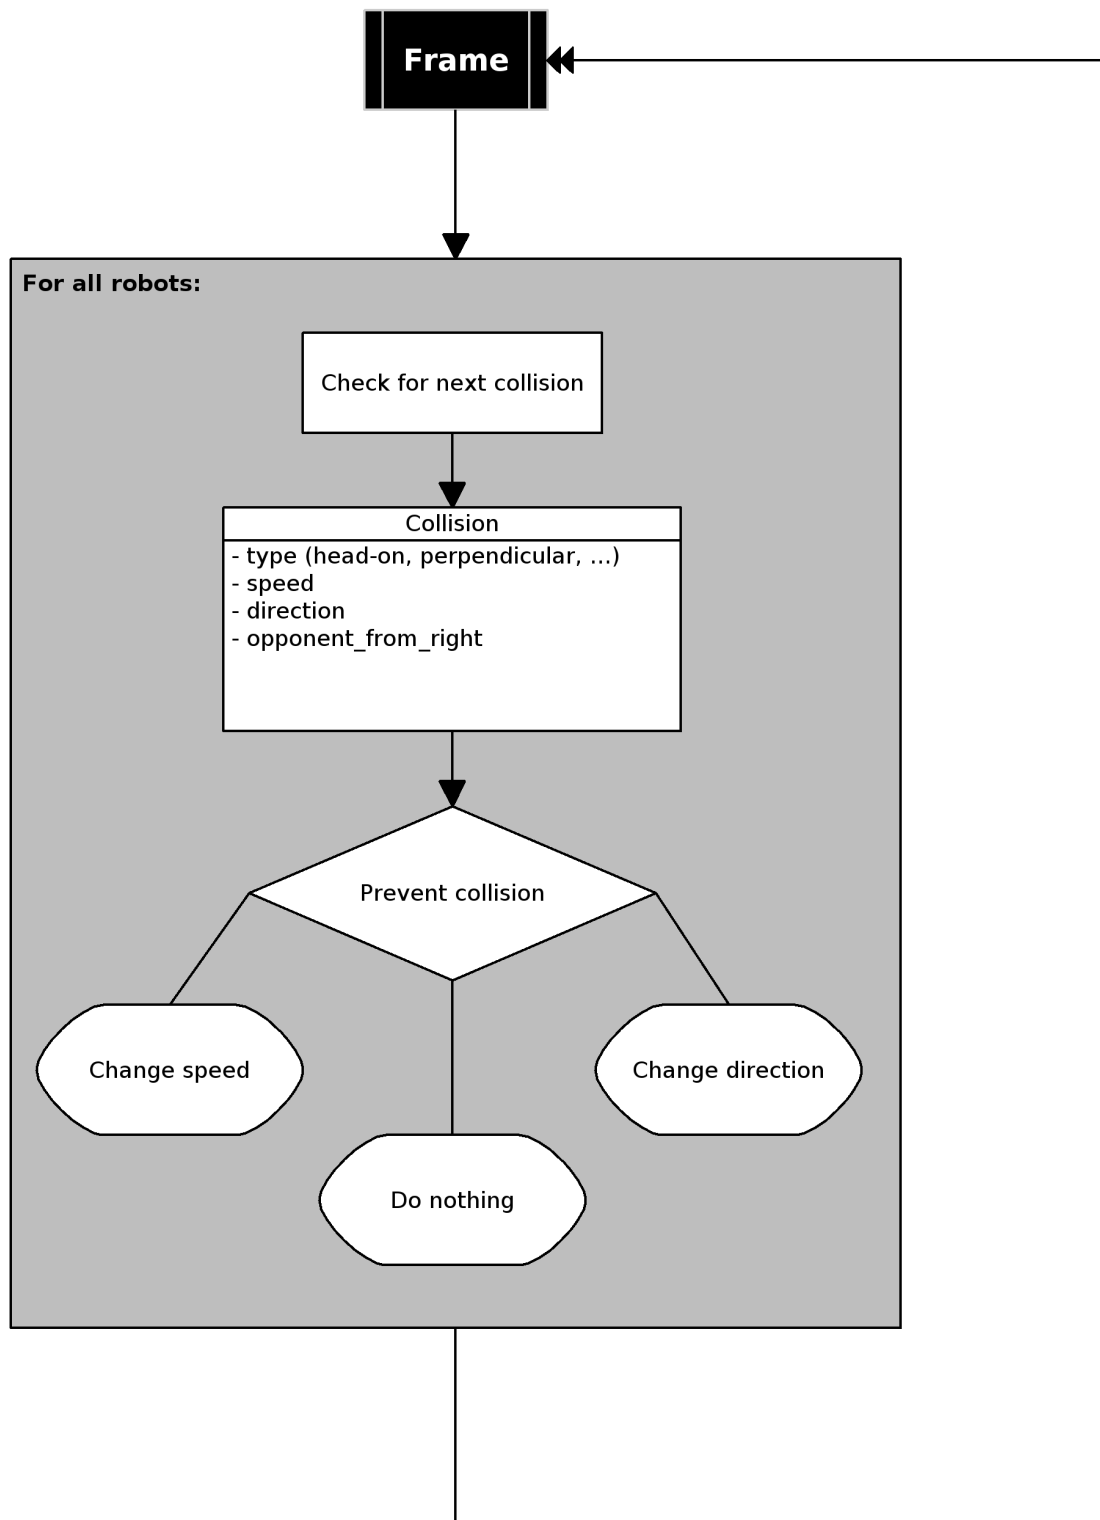 Frame
For all robots:
Check for next collision
Collision
- type (head-on, perpendicular, ...)
- speed
- direction
- opponent_from_right
Prevent collision
Change speed
Change direction
Do nothing